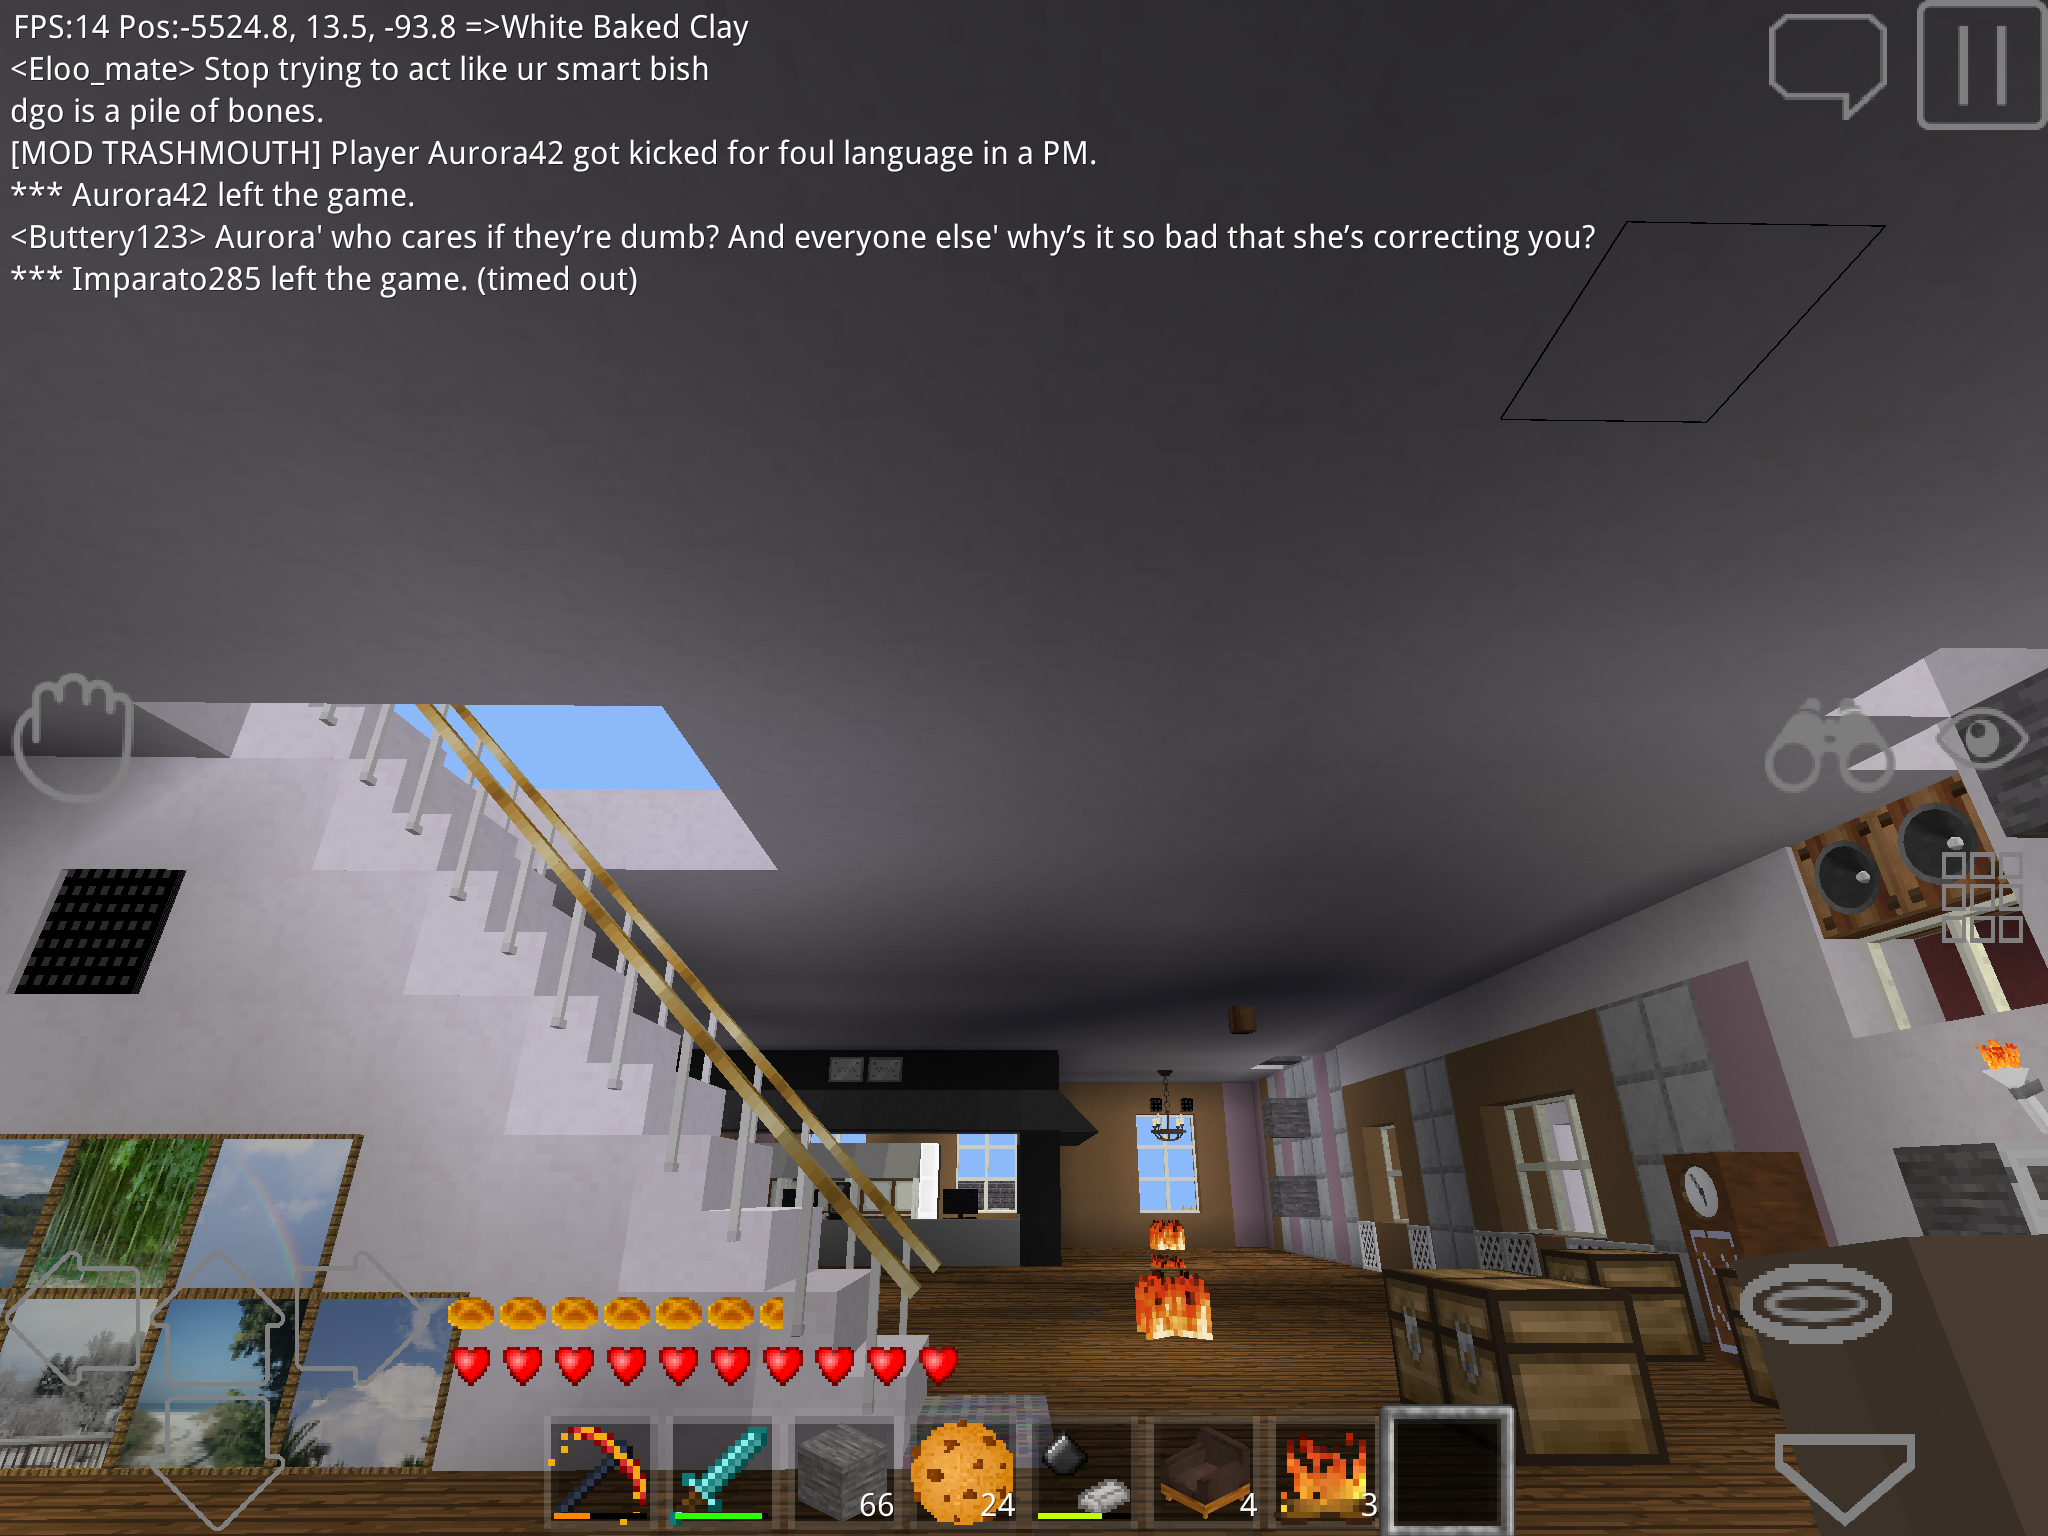 FPS:14 Pos:-5524.8, 13.5, -93.8 =>White Baked Clay
<Eloo_mate> Stop trying to act like ur smart bish
dgo is a pile of bones.
[MOD TRASHMOUTH] Player Aurora42 got kicked for foul language in a PM.
*** Aurora42 left the game.
<Buttery123> Aurora' who cares if they’re dumb? And everyone else' why’s it so bad that she’s correcting you?
*** Imparato285 left the game. (timed out)
66 24 4 3